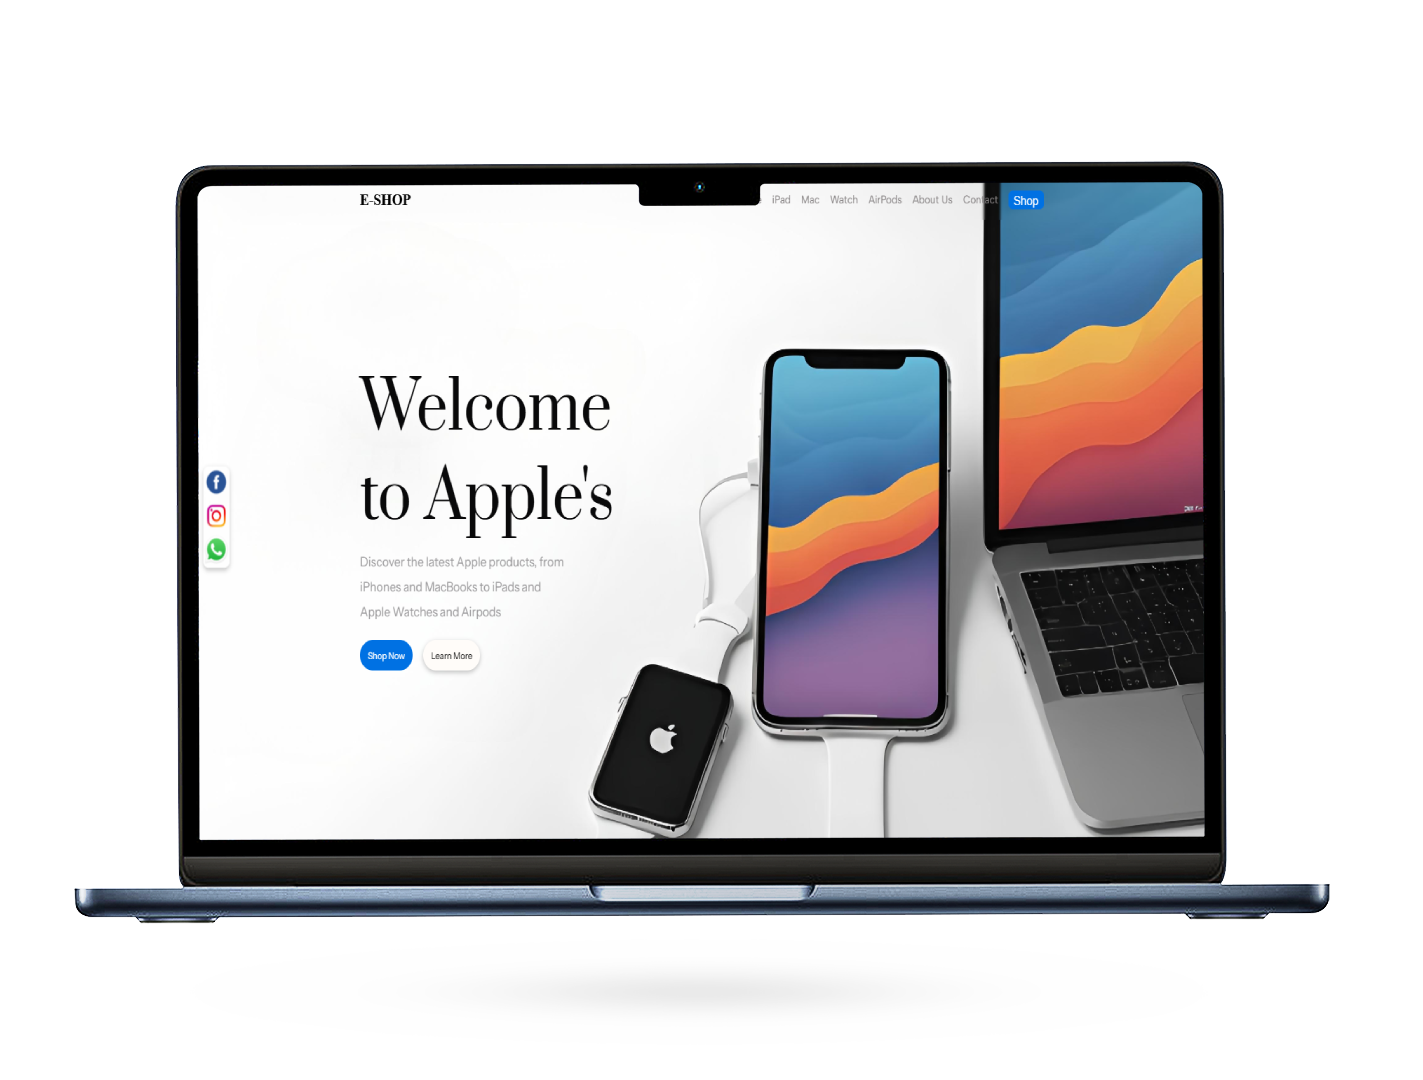 E-SHOP
iPad Mac Watch AirPods About Us Contact Shop
Welcome
to Apple's
Discover the latest Apple products, from
iPhones and MacBooks to iPads and
Apple Watches and Airpods
Shop Now Learn More